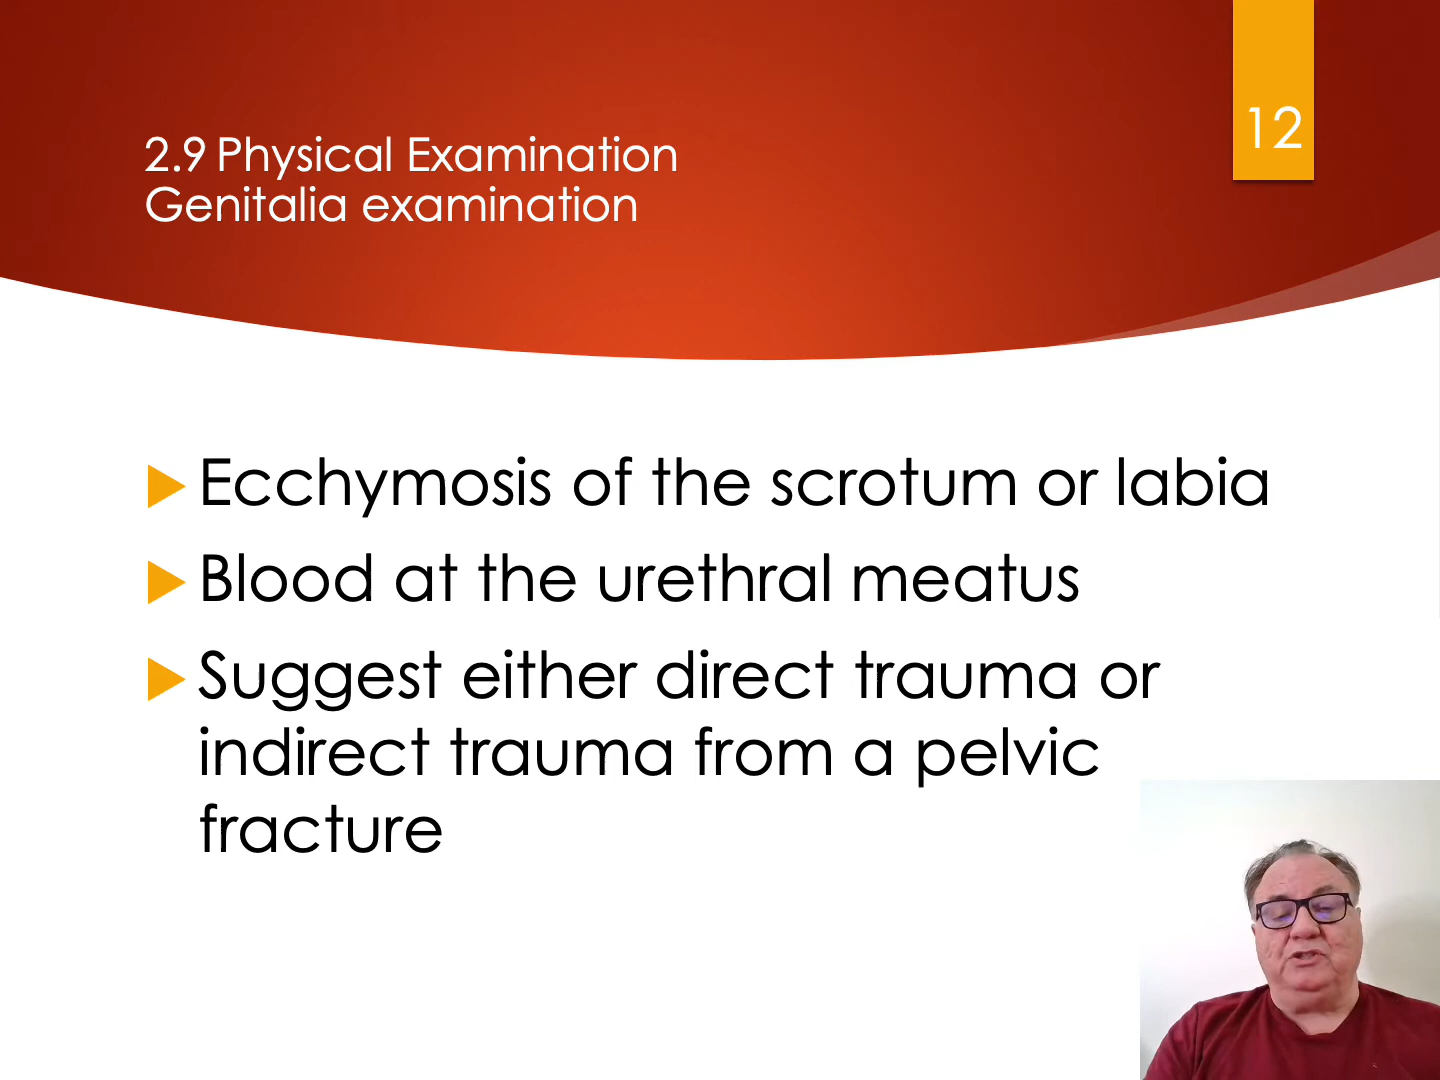 12
2.9 Physical Examination
Genitalia examination
Ecchymosis of the scrotum or labia
Blood at the urethral meatus
Suggest either direct trauma or
indirect trauma from a pelvic
fracture